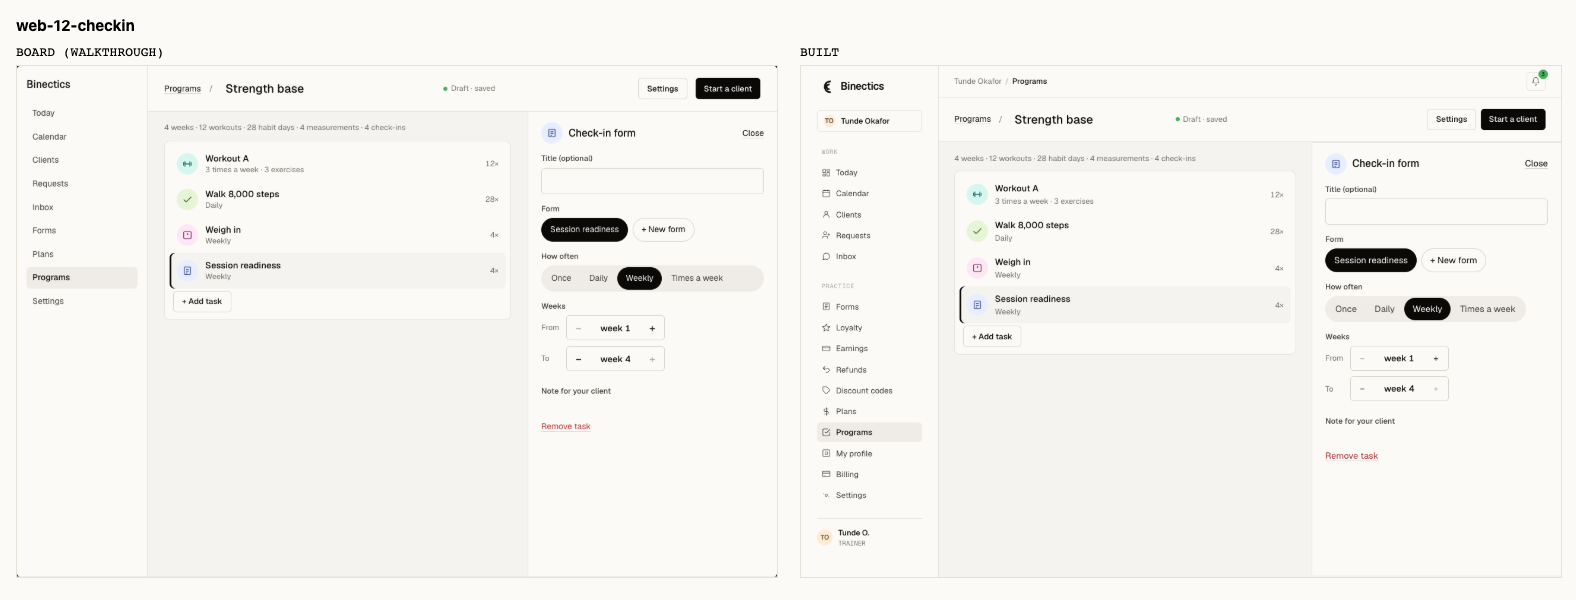 web-12-checkin
BOARD (WALKTHROUGH)
Binectics
Today
Calendar
Clients
Requests
Inbox
Forms
Plans
Programs
Settings
Programs / Strength base
Draft · saved
Settings
Start a client
4 weeks · 12 workouts · 28 habit days · 4 measurements · 4 check-ins
Workout A
3 times a week · 3 exercises
12×
Walk 8,000 steps
Daily
28×
Weigh in
Weekly
4×
Session readiness
Weekly
4×
+ Add task
Check-in form
Close
Title (optional)
Form
Session readiness
+ New form
How often
Once Daily Weekly Times a week
Weeks
From − week 1 +
To − week 4 +
Note for your client
Remove task
BUILT
Binectics
TO Tunde Okafor
WORK
Today
Calendar
Clients
Requests
Inbox
PRACTICE
Forms
Loyalty
Earnings
Refunds
Discount codes
Plans
Programs
My profile
Billing
Settings
TO Tunde O.
TRAINER
Tunde Okafor / Programs
3
Programs / Strength base
Draft · saved
Settings
Start a client
4 weeks · 12 workouts · 28 habit days · 4 measurements · 4 check-ins
Workout A
3 times a week · 3 exercises
12×
Walk 8,000 steps
Daily
28×
Weigh in
Weekly
4×
Session readiness
Weekly
4×
+ Add task
Check-in form
Close
Title (optional)
Form
Session readiness
+ New form
How often
Once Daily Weekly Times a week
Weeks
From − week 1 +
To − week 4 +
Note for your client
Remove task